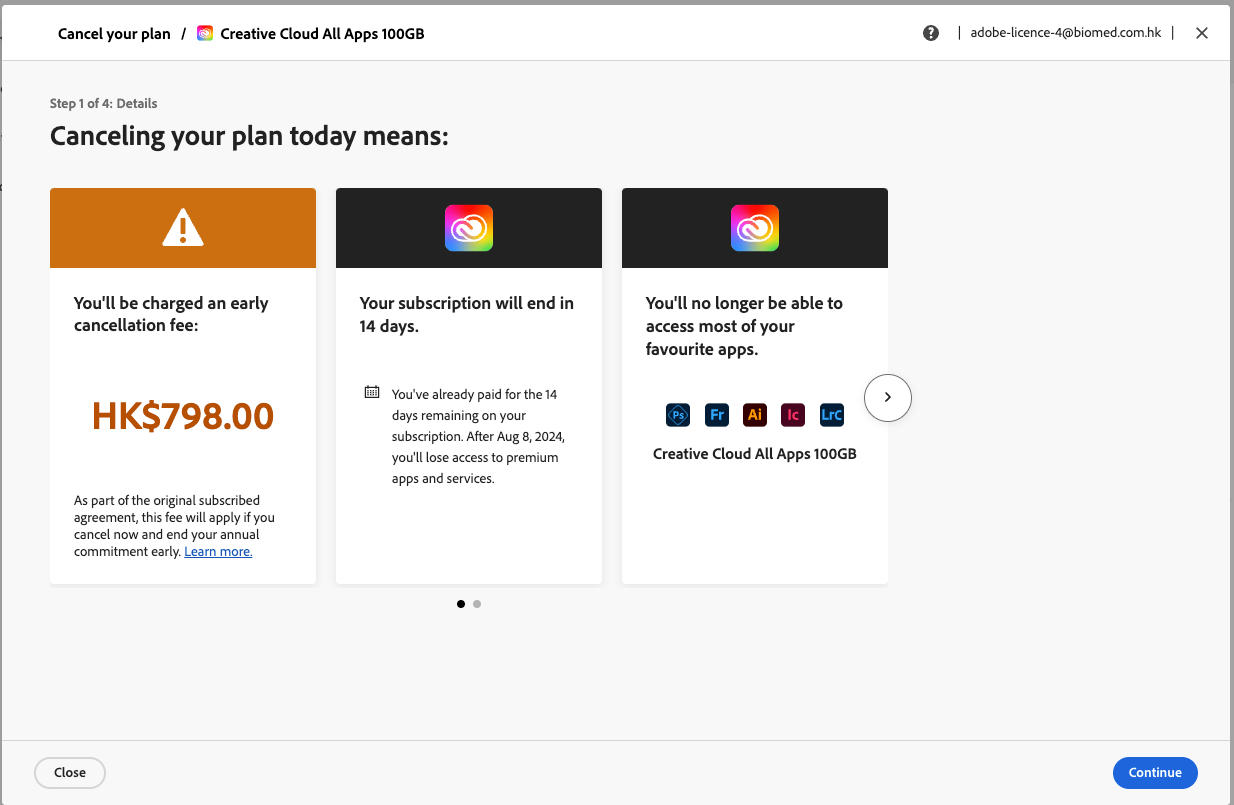 Cancel your plan / Creative Cloud All Apps 100GB
? | adobe-licence-4@biomed.com.hk |
Step 1 of 4: Details
Canceling your plan today means:
You'll be charged an early
cancellation fee:
HK$798.00
As part of the original subscribed
agreement, this fee will apply if you
cancel now and end your annual
commitment early. Learn more.
Your subscription will end in
14 days.
You've already paid for the 14
days remaining on your
subscription. After Aug 8, 2024,
you'll lose access to premium
apps and services.
You'll no longer be able to
access most of your
favourite apps.
Ps Fr Ai Ic LrC
Creative Cloud All Apps 100GB
Close
Continue